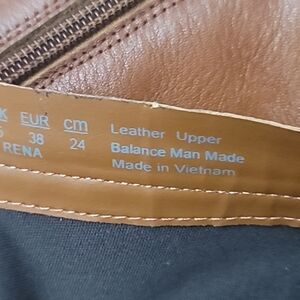 K EUR cm
38 24
RENA
Leather Upper
Balance Man Made
Made in Vietnam